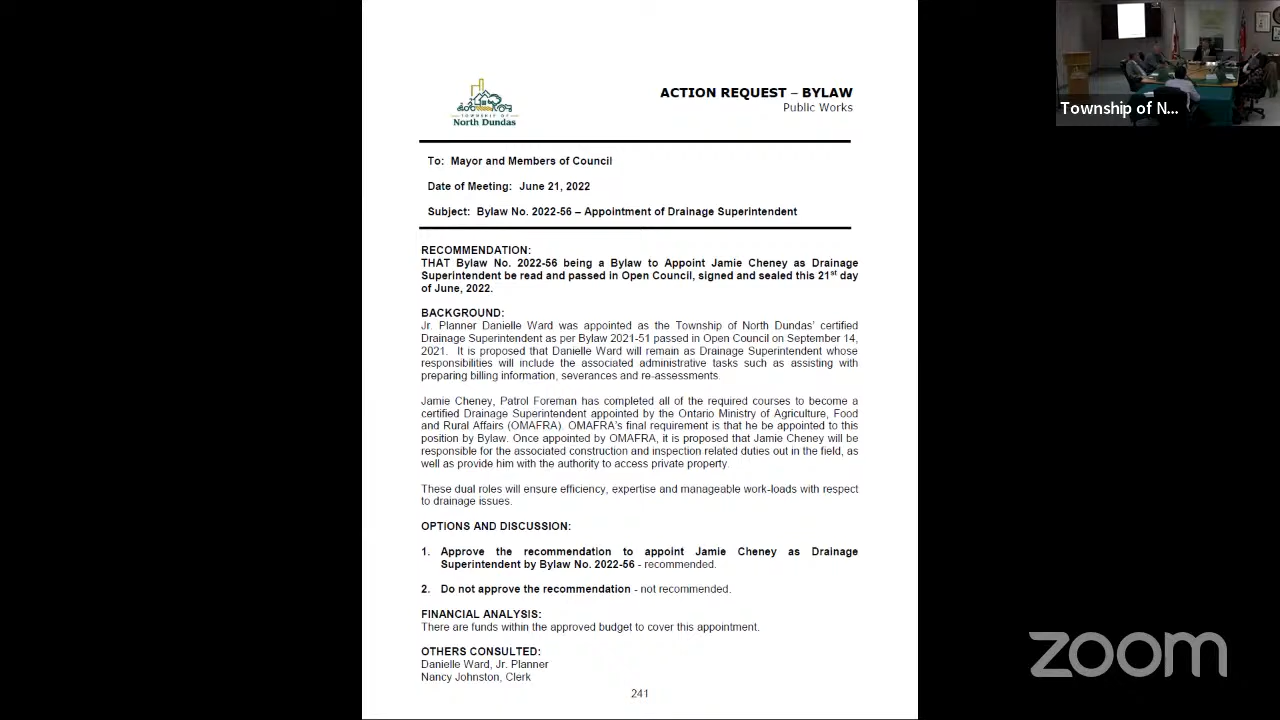 ACTION REQUEST – BYLAW
Public Works
TOWNSHIP OF
North Dundas
To: Mayor and Members of Council
Date of Meeting: June 21, 2022
Subject: Bylaw No. 2022-56 – Appointment of Drainage Superintendent
RECOMMENDATION:
THAT Bylaw No. 2022-56 being a Bylaw to Appoint Jamie Cheney as Drainage
Superintendent be read and passed in Open Council, signed and sealed this 21st day
of June, 2022.
BACKGROUND:
Jr. Planner Danielle Ward was appointed as the Township of North Dundas' certified
Drainage Superintendent as per Bylaw 2021-51 passed in Open Council on September 14,
2021. It is proposed that Danielle Ward will remain as Drainage Superintendent whose
responsibilities will include the associated administrative tasks such as assisting with
preparing billing information, severances and re-assessments.
Jamie Cheney, Patrol Foreman has completed all of the required courses to become a
certified Drainage Superintendent appointed by the Ontario Ministry of Agriculture, Food
and Rural Affairs (OMAFRA). OMAFRA's final requirement is that he be appointed to this
position by Bylaw. Once appointed by OMAFRA, it is proposed that Jamie Cheney will be
responsible for the associated construction and inspection related duties out in the field, as
well as provide him with the authority to access private property.
These dual roles will ensure efficiency, expertise and manageable work-loads with respect
to drainage issues.
OPTIONS AND DISCUSSION:
1. Approve the recommendation to appoint Jamie Cheney as Drainage
Superintendent by Bylaw No. 2022-56 - recommended.
2. Do not approve the recommendation - not recommended.
FINANCIAL ANALYSIS:
There are funds within the approved budget to cover this appointment.
OTHERS CONSULTED:
Danielle Ward, Jr. Planner
Nancy Johnston, Clerk
241
Township of N...
zoom